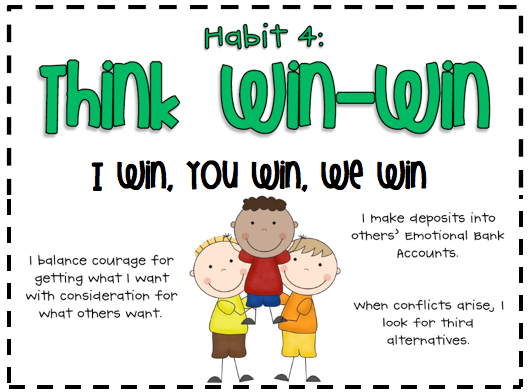 Habit 4:
Think Win-Win
I Win, You Win, We Win
I balance courage for
getting what I want
with consideration for
what others want.
I make deposits into
others' Emotional Bank
Accounts.
When conflicts arise, I
look for third
alternatives.